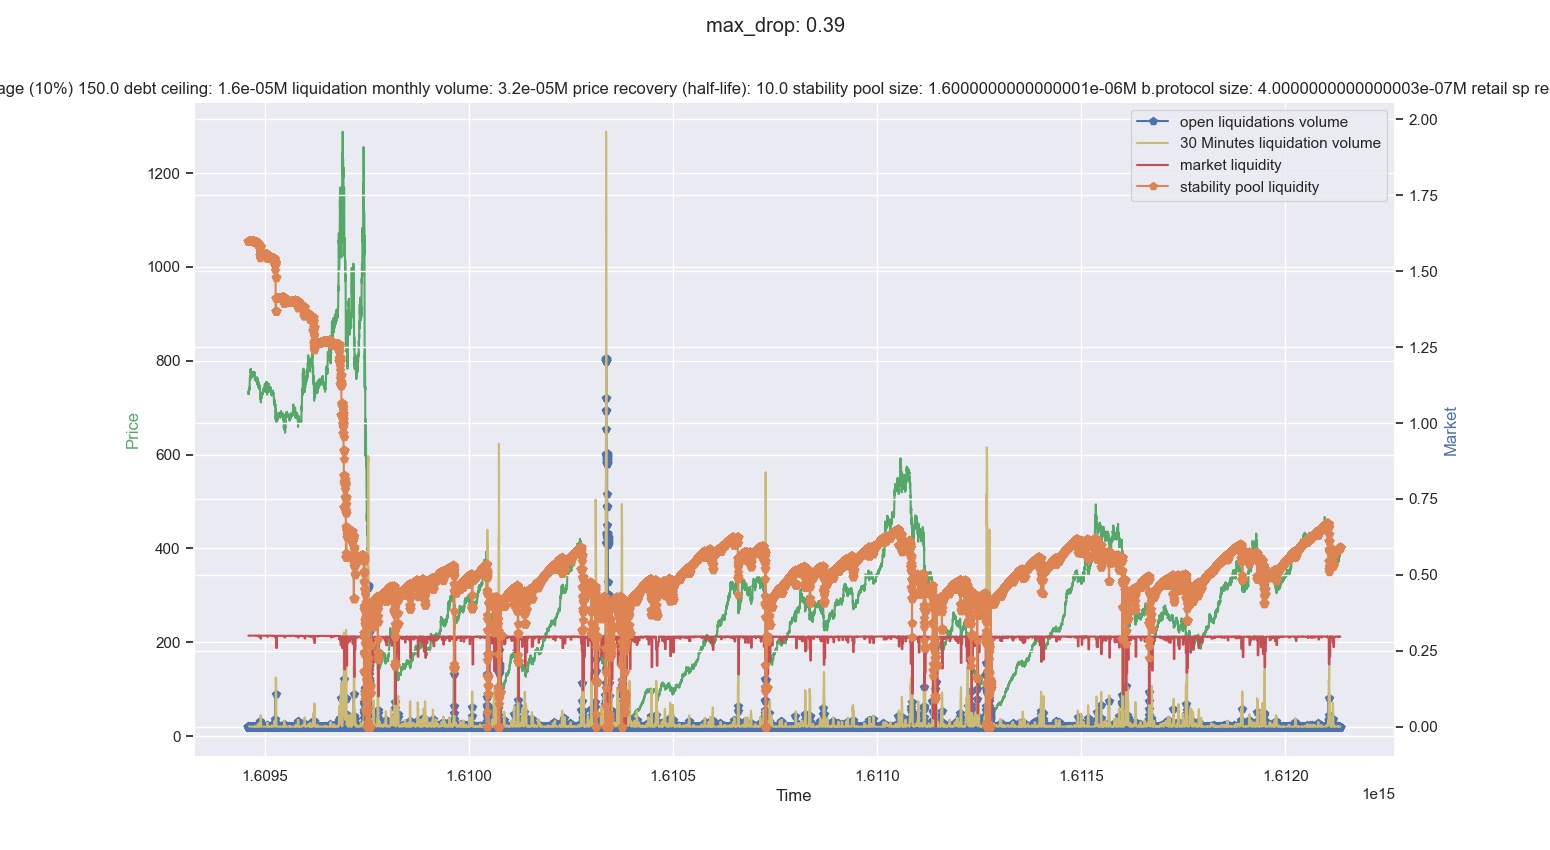 max_drop: 0.39
age (10%) 150.0 debt ceiling: 1.6e-05M liquidation monthly volume: 3.2e-05M price recovery (half-life): 10.0 stability pool size: 1.6000000000000001e-06M b.protocol size: 4.0000000000000003e-07M retail sp re
open liquidations volume
30 Minutes liquidation volume
market liquidity
stability pool liquidity
1200
1000
800
600
400
200
0
Price
2.00
1.75
1.50
1.25
1.00
0.75
0.50
0.25
0.00
Market
1.6095 1.6100 1.6105 1.6110 1.6115 1.6120
Time
1e15